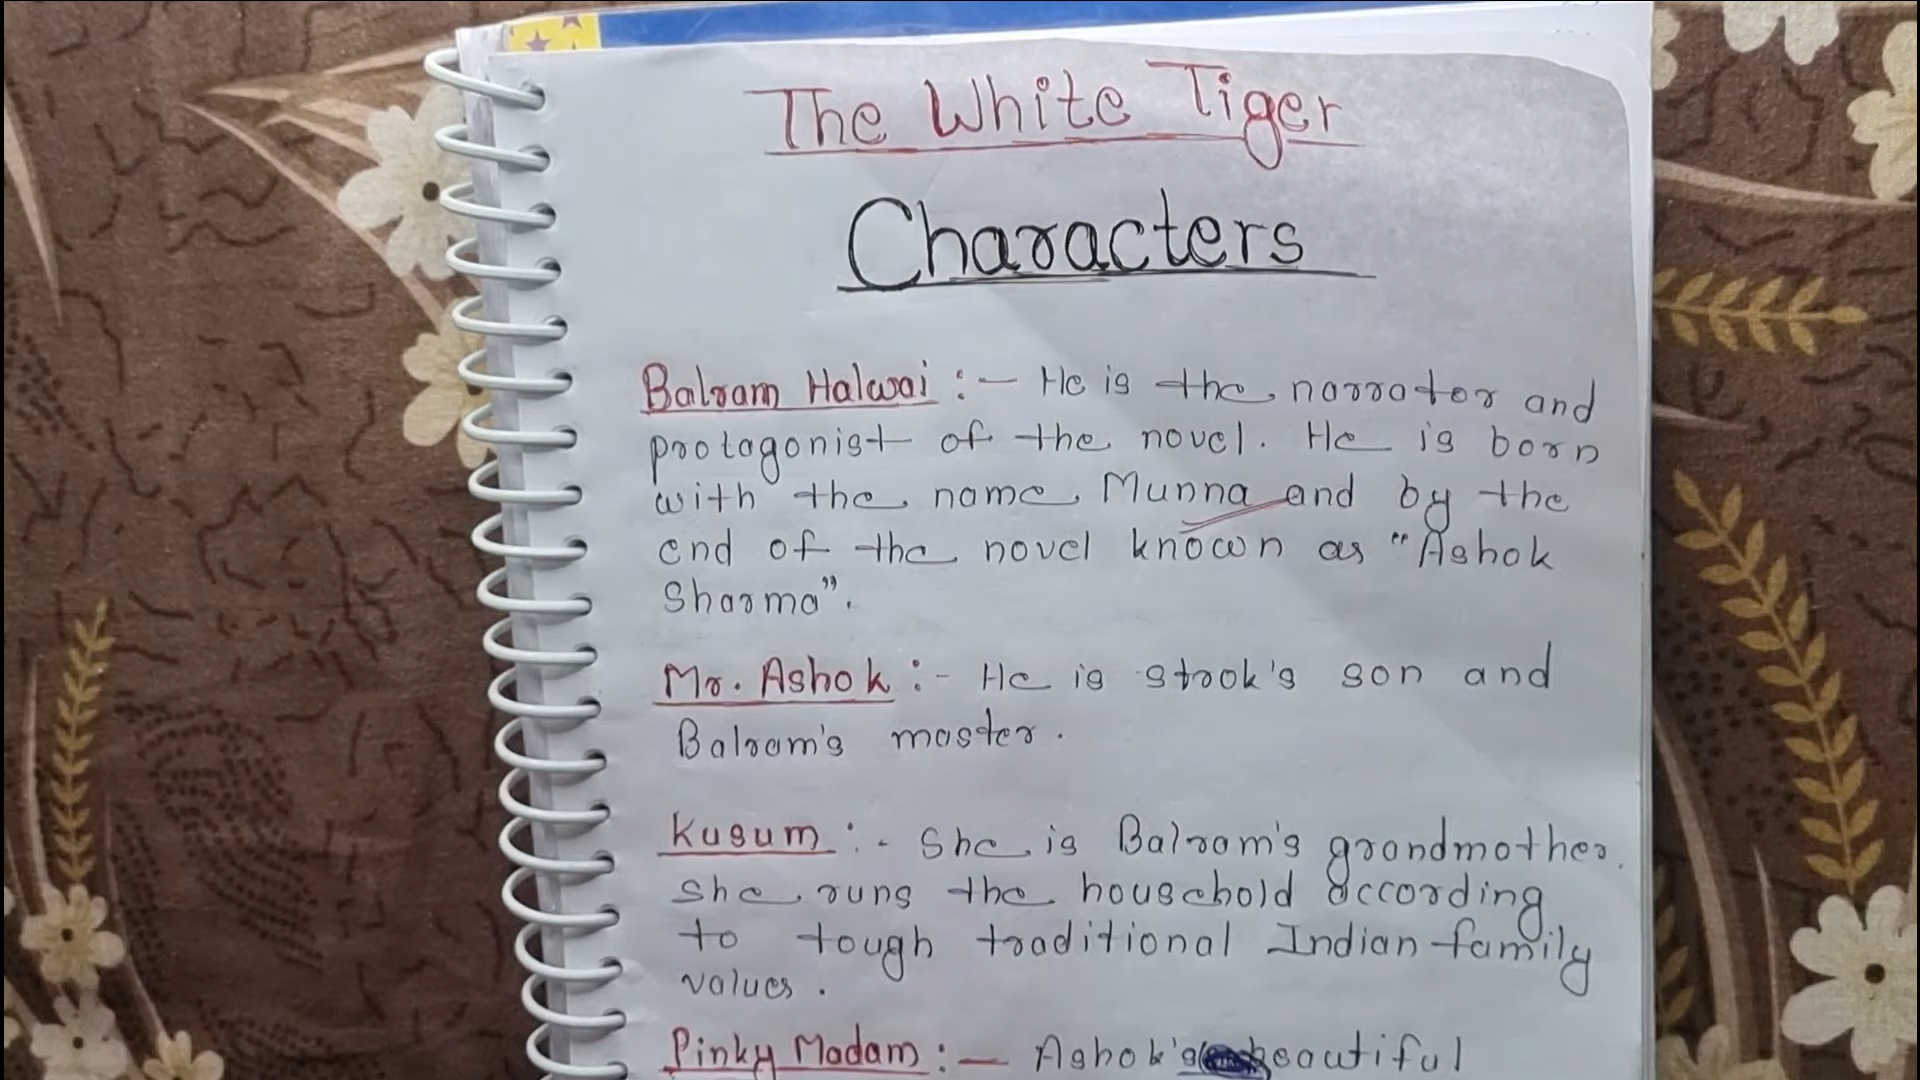 The White Tiger
Characters
Balram Halwai :- He is the narrator and
protagonist of the novel. He is born
with the name Munna and by the
end of the novel known as "Ashok
Sharma".
Mr. Ashok :- He is strok's son and
Balram's master.
Kusum :- She is Balram's grandmother.
she runs the household according
to tough traditional Indian family
values.
Pinky Madam :- Ashok's beautiful